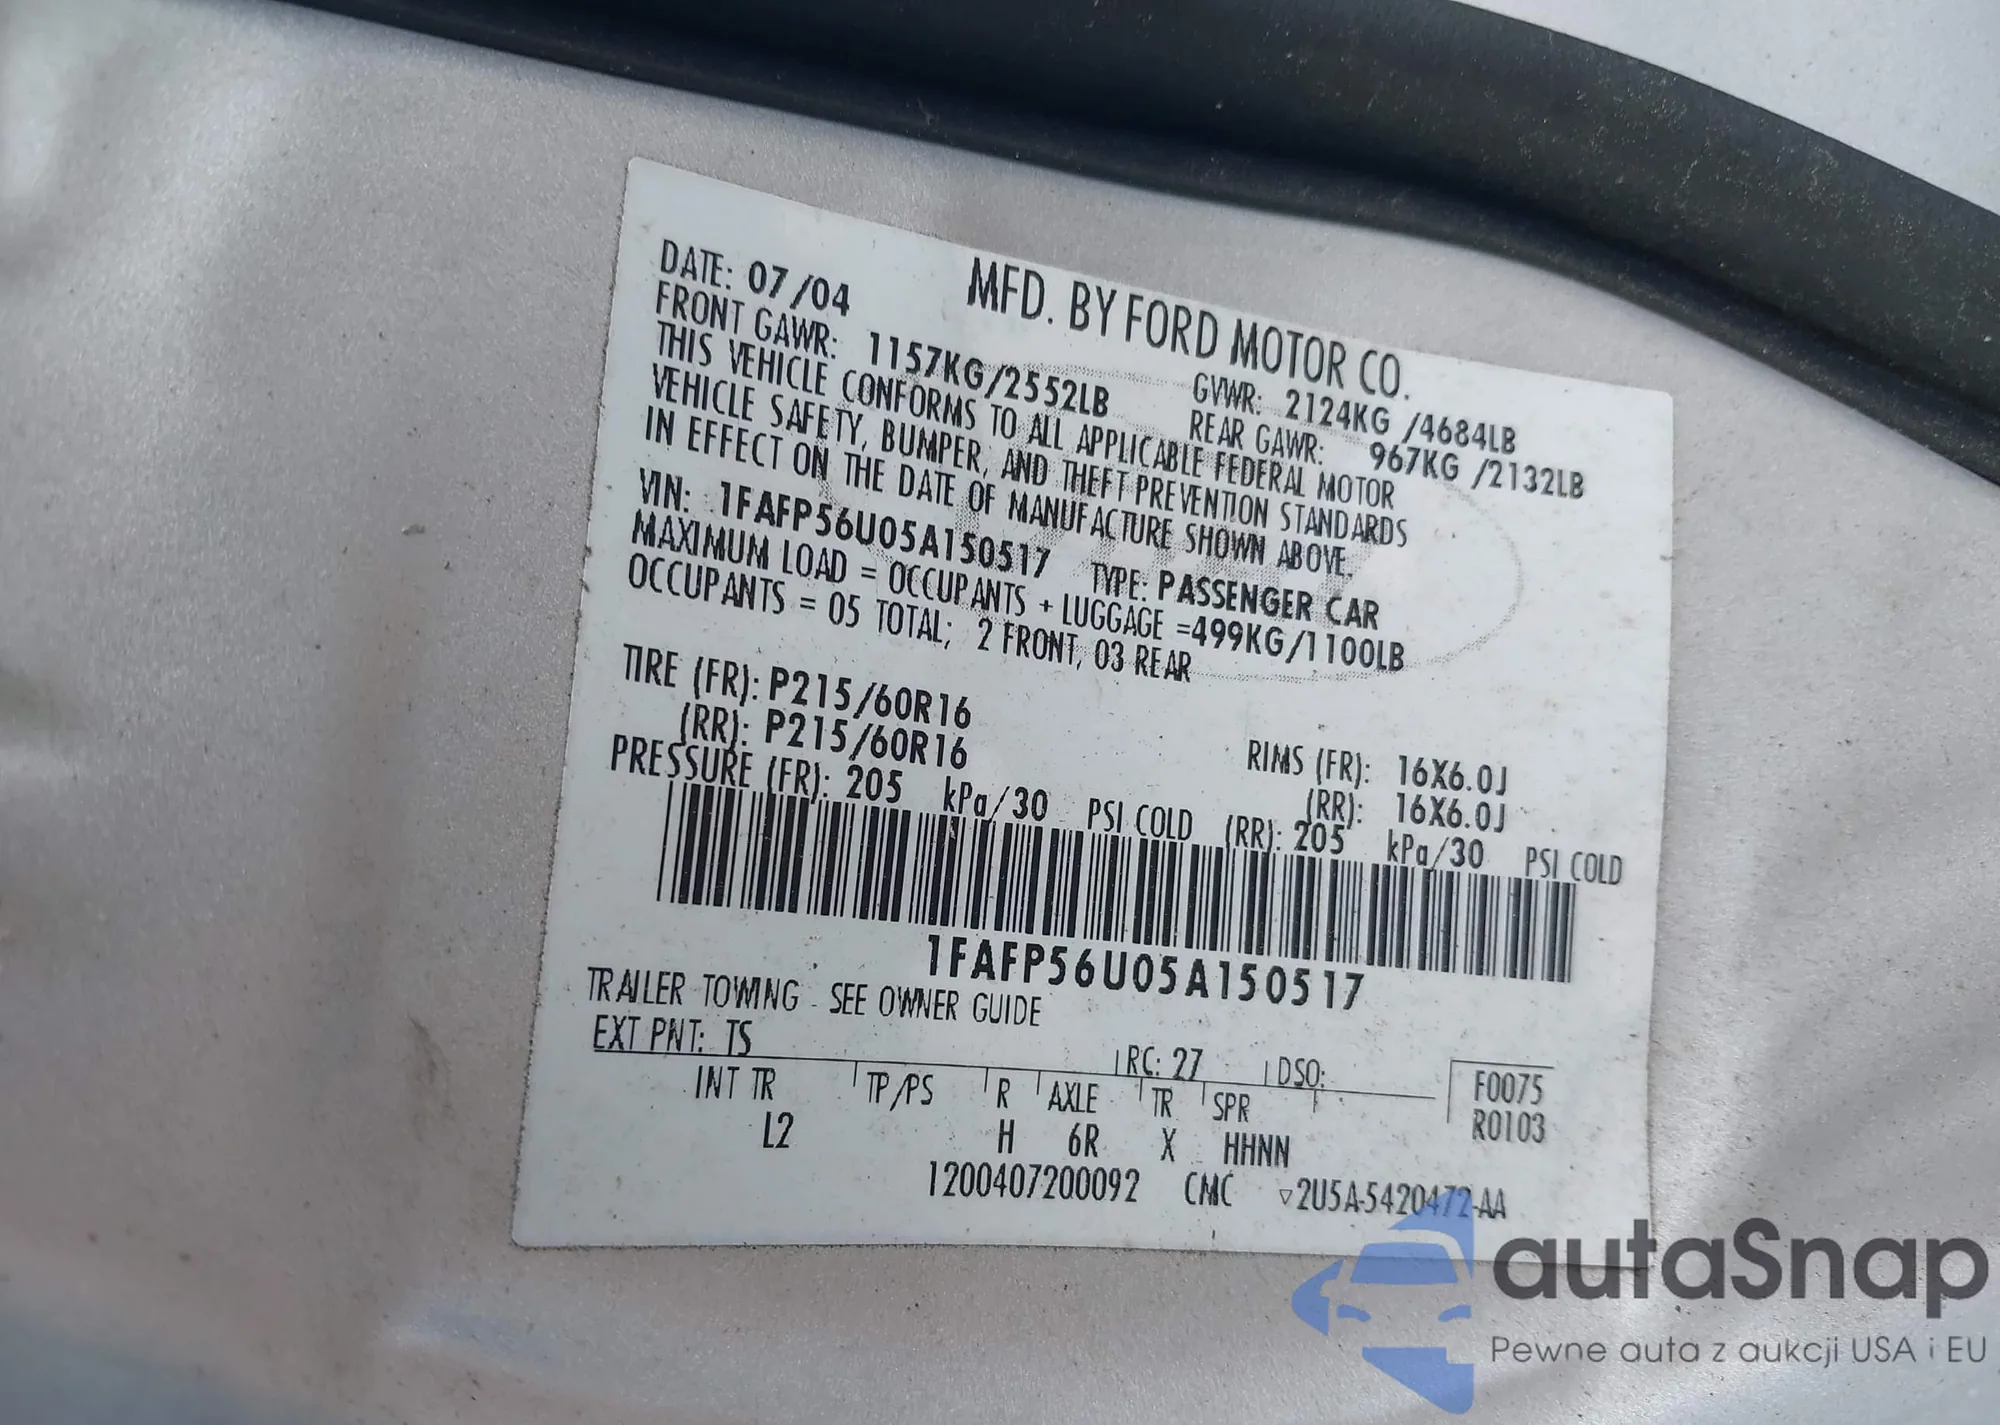 MFD. BY FORD MOTOR CO.
DATE: 07/04 GVWR: 2124KG /4684LB
FRONT GAWR: 1157KG/2552LB REAR GAWR: 967KG /2132LB
THIS VEHICLE CONFORMS TO ALL APPLICABLE FEDERAL MOTOR
VEHICLE SAFETY, BUMPER, AND THEFT PREVENTION STANDARDS
IN EFFECT ON THE DATE OF MANUFACTURE SHOWN ABOVE.
VIN: 1FAFP56U05A150517 TYPE: PASSENGER CAR
MAXIMUM LOAD = OCCUPANTS + LUGGAGE =499KG/1100LB
OCCUPANTS = 05 TOTAL; 2 FRONT, 03 REAR
TIRE (FR): P215/60R16 RIMS (FR): 16X6.0J
(RR): P215/60R16 (RR): 16X6.0J
PRESSURE (FR): 205 kPa/30 PSI COLD (RR): 205 kPa/30 PSI COLD
1FAFP56U05A150517
TRAILER TOWING - SEE OWNER GUIDE
EXT PNT: TS RC: 27 DSO: F0075
INT TR TP/PS R AXLE TR SPR R0103
L2 H 6R X HHNN
1200407200092 CMC ▽2U5A-5420472-AA
autaSnap
Pewne auta z aukcji USA i EU